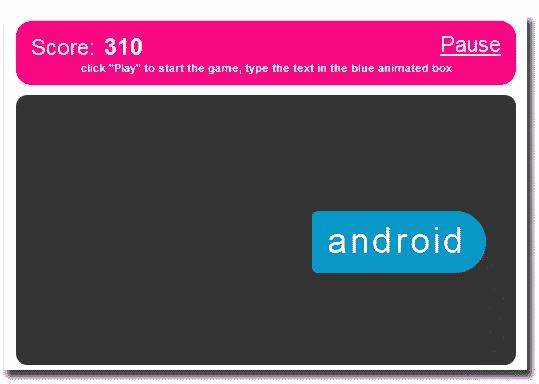 Score: 310 Pause
click "Play" to start the game, type the text in the blue animated box
android